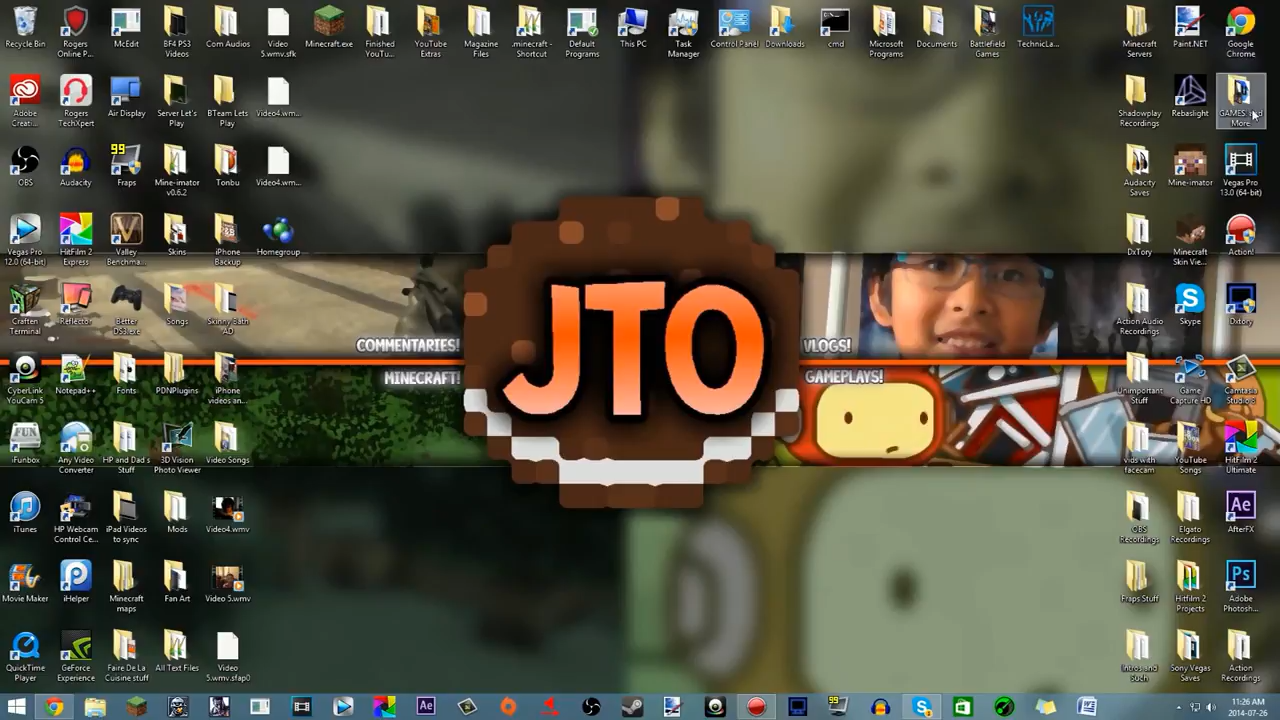 Recycle Bin
Rogers Online P...
McEdit
BF4 PS3 Videos
Com Audios
Video 5.wmv.sfk
Minecraft.exe
Finished YouTu...
YouTube Extras
Magazine Files
.minecraft - Shortcut
Default Programs
This PC
Task Manager
Control Panel
Downloads
cmd
Microsoft Programs
Documents
Battlefield Games
TechnicLa...
Minecraft Servers
Paint.NET
Google Chrome
Adobe Creati...
Rogers TechXpert
Air Display
Server Let's Play
BTeam Lets Play
Video4.wm...
Shadowplay Recordings
Rebaslight
GAMES and More
OBS
Audacity
99
Fraps
Mine-imator v0.6.2
Tonbu
Video4.wm...
Audacity Saves
Mine-imator
Vegas Pro 13.0 (64-bit)
Vegas Pro 12.0 (64-bit)
HitFilm 2 Express
Valley Benchma...
Skins
iPhone Backup
Homegroup
DxTory
Minecraft Skin Vie...
Action!
Craften Terminal
Reflector
Better DS3.exe
Songs
Skinny Bath AD
Action Audio Recordings
Skype
Dxtory
COMMENTARIES!
JTO
VLOGS!
MINECRAFT!
GAMEPLAYS!
CyberLink YouCam 5
Notepad++
Fonts
PDNPlugins
iPhone videos an...
Unimportant Stuff
Game Capture HD
Camtasia Studio 8
iFunbox
Any Video Converter
HP and Dad's Stuff
3D Vision Photo Viewer
Video Songs
vids with facecam
YouTube Songs
HitFilm 2 Ultimate
iTunes
HP Webcam Control Ce...
iPad Videos to sync
Mods
Video4.wmv
OBS Recordings
Elgato Recordings
Ae
AfterFX
Movie Maker
iHelper
Minecraft maps
Fan Art
Video 5.wmv
Fraps Stuff
Hitfilm 2 Projects
Ps
Adobe Photosh...
QuickTime Player
GeForce Experience
Faire De La Cuisine stuff
All Text Files
Video 5.wmv.sfap0
Intros and Such
Sony Vegas Saves
Action Recordings
Ae
99
11:26 AM
2014-07-26